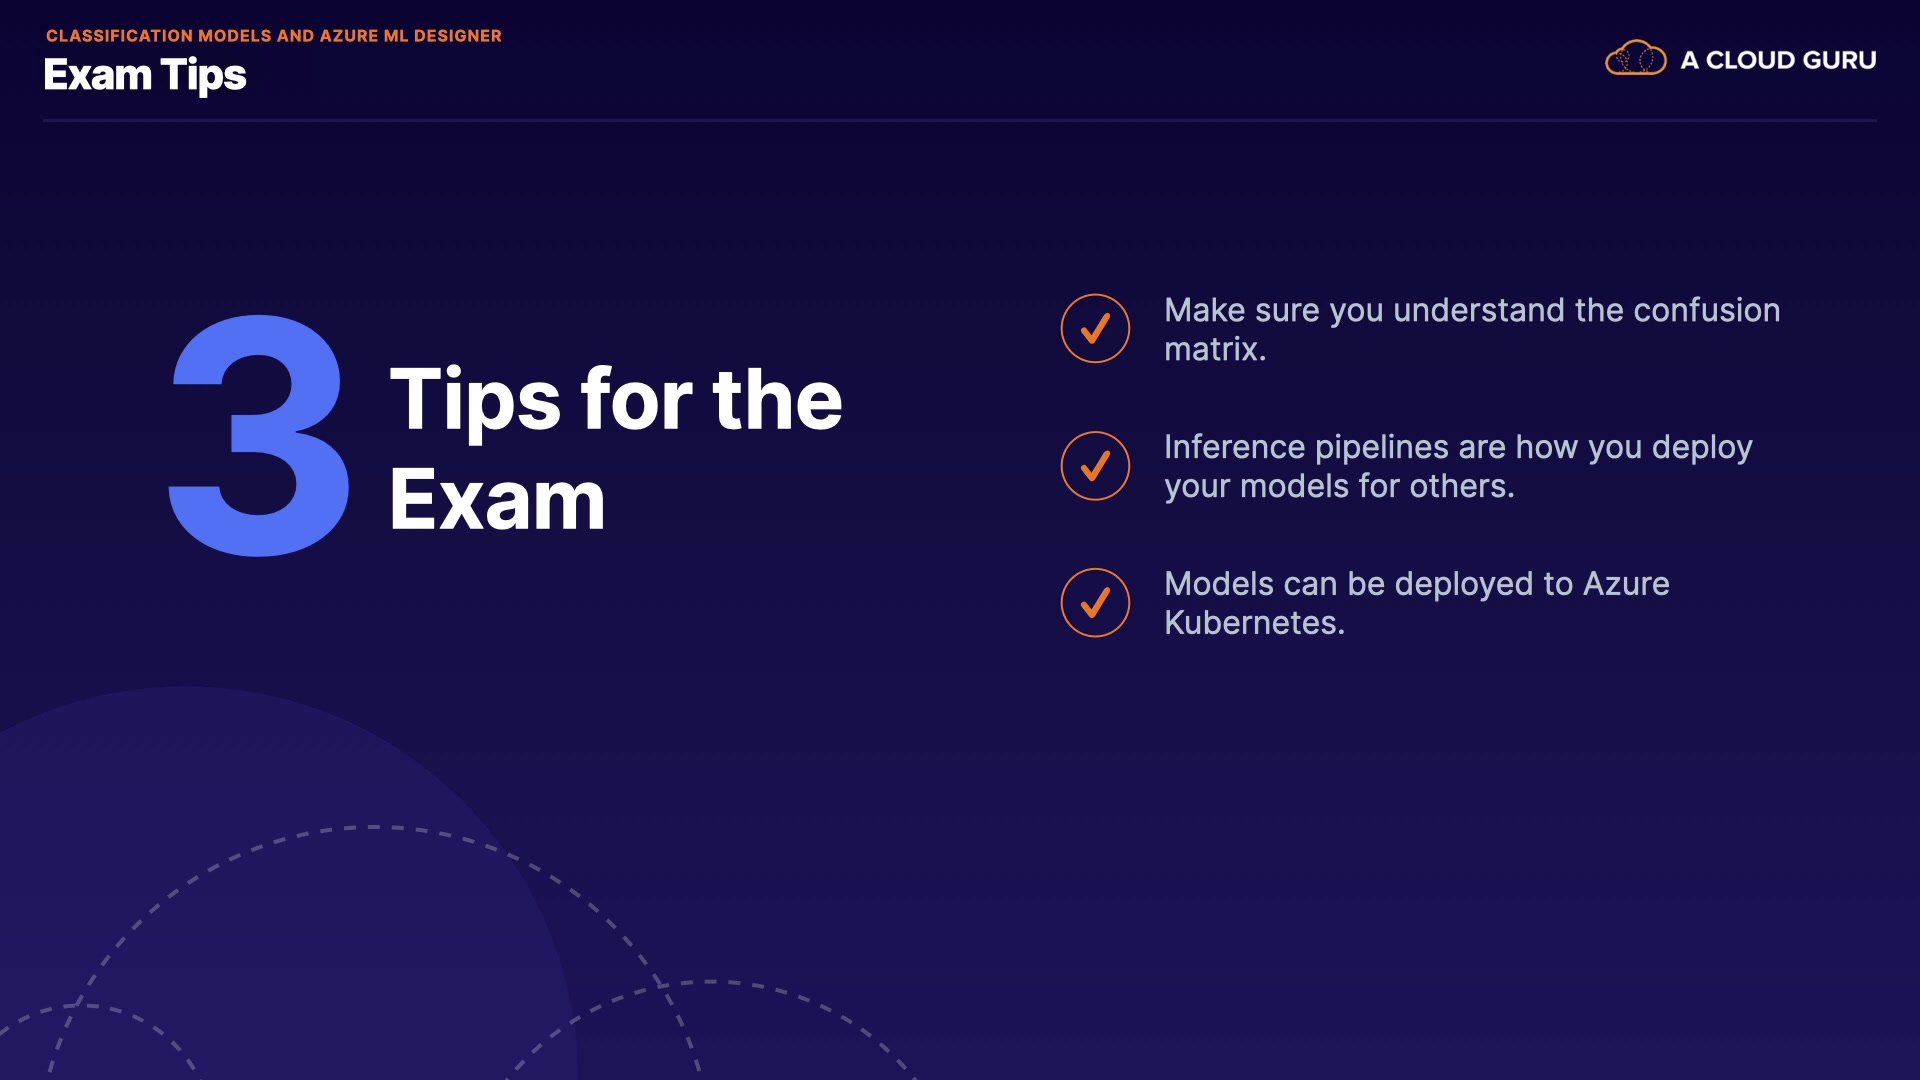 CLASSIFICATION MODELS AND AZURE ML DESIGNER
Exam Tips
A CLOUD GURU
3
Tips for the
Exam
Make sure you understand the confusion
matrix.
Inference pipelines are how you deploy
your models for others.
Models can be deployed to Azure
Kubernetes.